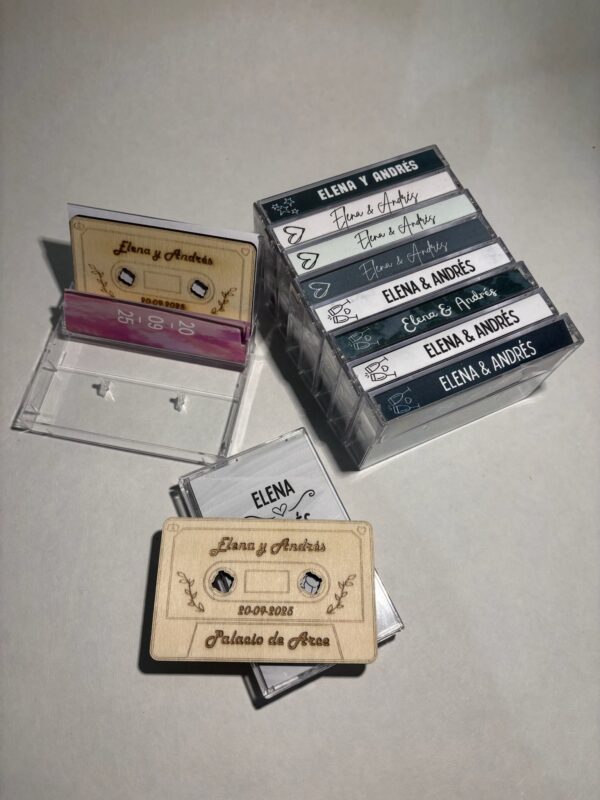 ELENA Y ANDRÉS
Elena & Andrés
Elena & Andrés
Elena & Andrés
ELENA & ANDRÉS
Elena & Andrés
ELENA & ANDRÉS
ELENA & ANDRÉS
Elena y Andrés
20-09-2025
20-
09-
25
ELENA
Elena y Andrés
20-09-2025
Palacio de Arce